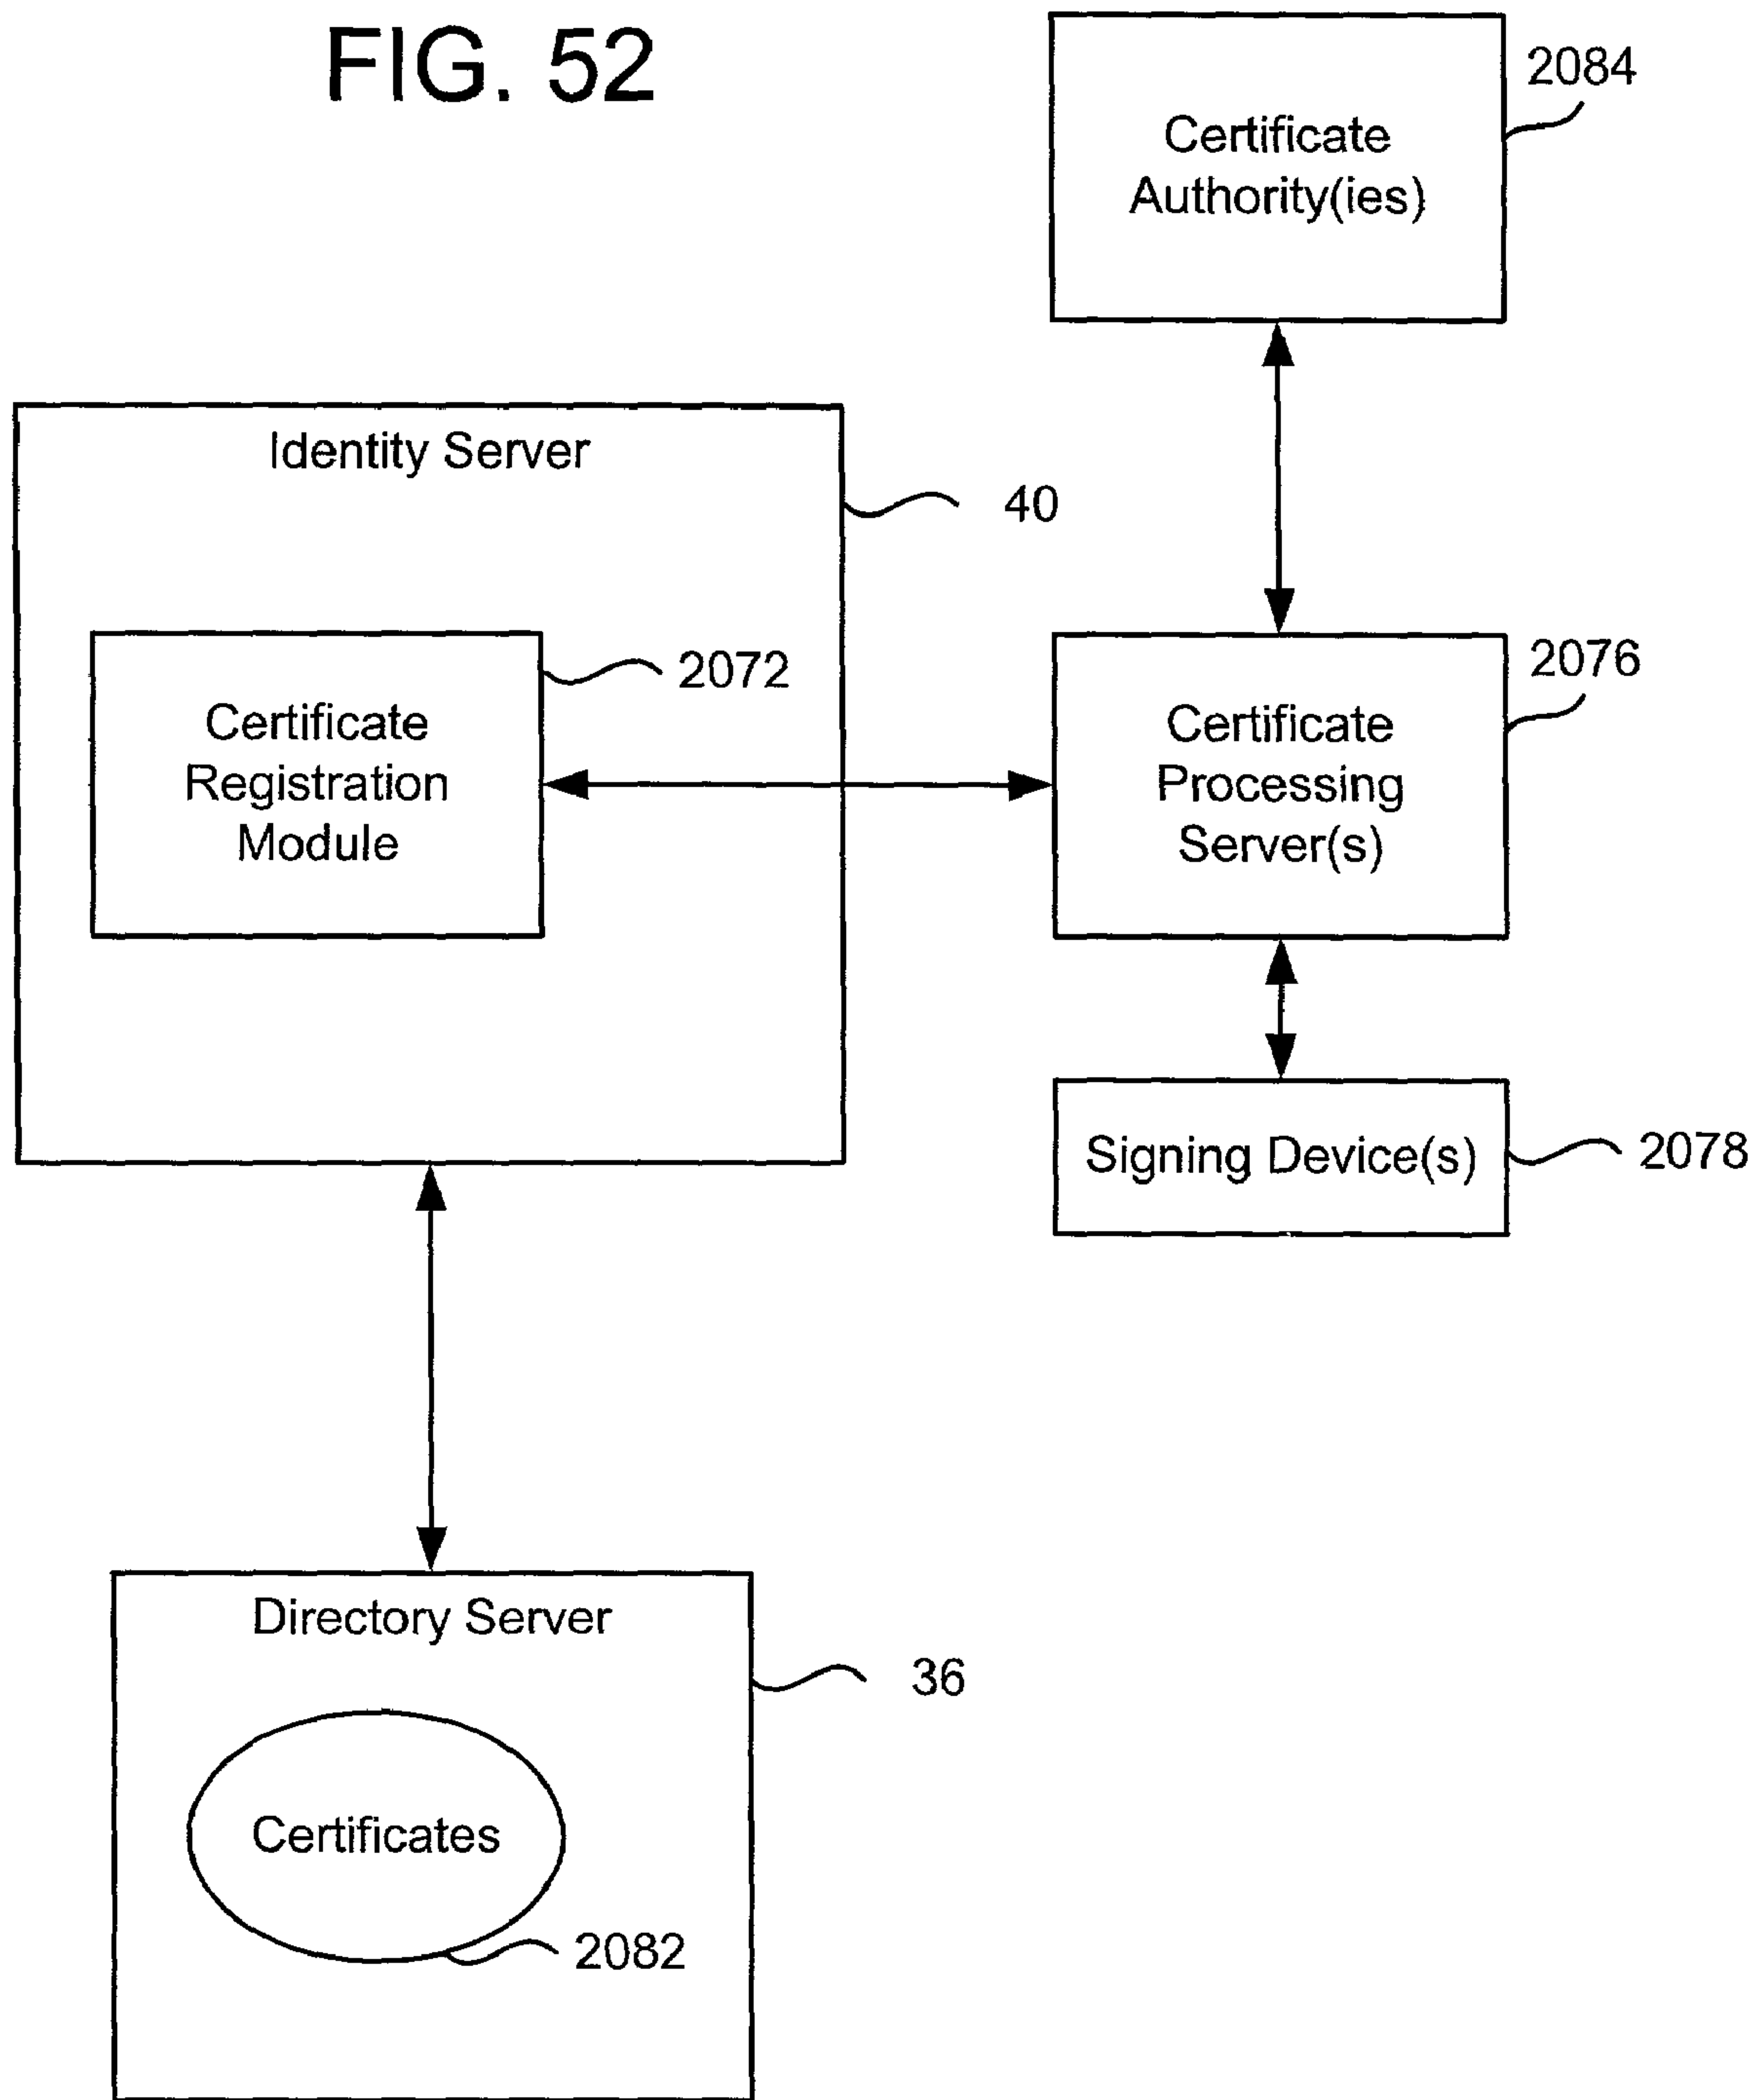 FIG. 52
2084
Certificate
Authority(ies)
Identity Server
40
2072
Certificate
Registration
Module
2076
Certificate
Processing
Server(s)
Signing Device(s)
2078
Directory Server
36
Certificates
2082